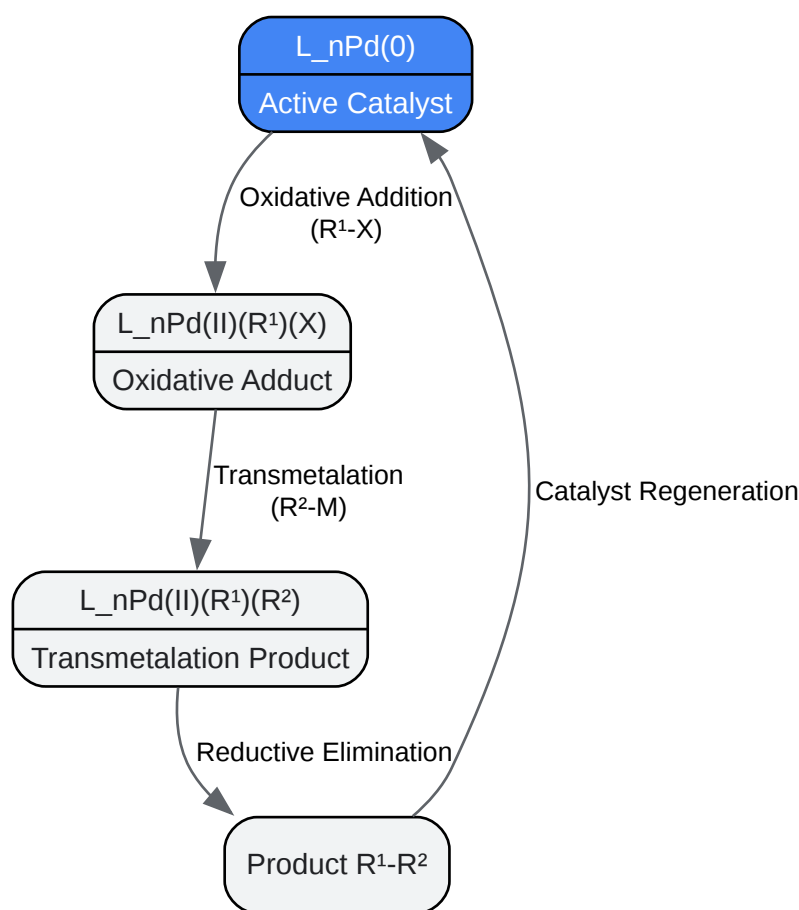 L_nPd(0)
Active Catalyst
Oxidative Addition
(R¹-X)
L_nPd(II)(R¹)(X)
Oxidative Adduct
Transmetalation
(R²-M)
Catalyst Regeneration
L_nPd(II)(R¹)(R²)
Transmetalation Product
Reductive Elimination
Product R¹-R²